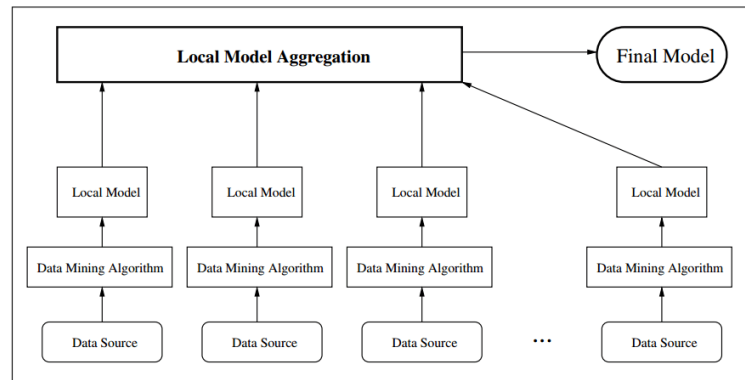 Local Model Aggregation
Final Model
Local Model
Local Model
Local Model
Local Model
Data Mining Algorithm
Data Mining Algorithm
Data Mining Algorithm
Data Mining Algorithm
Data Source
Data Source
Data Source
...
Data Source